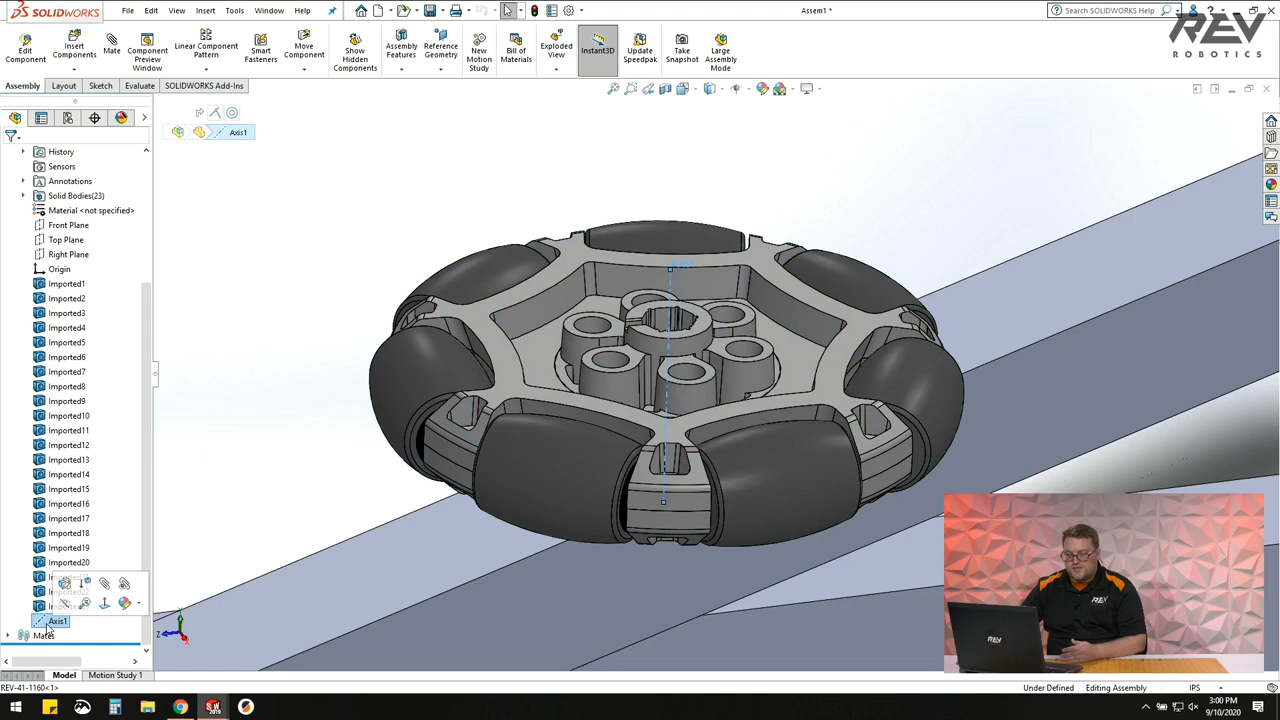 SOLIDWORKS
File Edit View Insert Tools Window Help
Assem1 *
Search SOLIDWORKS Help
REV
ROBOTICS
Edit Component
Insert Components
Mate
Component Preview Window
Linear Component Pattern
Smart Fasteners
Move Component
Show Hidden Components
Assembly Features
Reference Geometry
New Motion Study
Bill of Materials
Exploded View
Instant3D
Update Speedpak
Take Snapshot
Large Assembly Mode
Assembly Layout Sketch Evaluate SOLIDWORKS Add-Ins
Axis1
History
Sensors
Annotations
Solid Bodies(23)
Material <not specified>
Front Plane
Top Plane
Right Plane
Origin
Imported1
Imported2
Imported3
Imported4
Imported5
Imported6
Imported7
Imported8
Imported9
Imported10
Imported11
Imported12
Imported13
Imported14
Imported15
Imported16
Imported17
Imported18
Imported19
Imported20
Axis1
Mates
Y
Z
X
REV
REV
Model Motion Study 1
REV-41-1160<1>
Under Defined Editing Assembly IPS
3:00 PM
9/10/2020